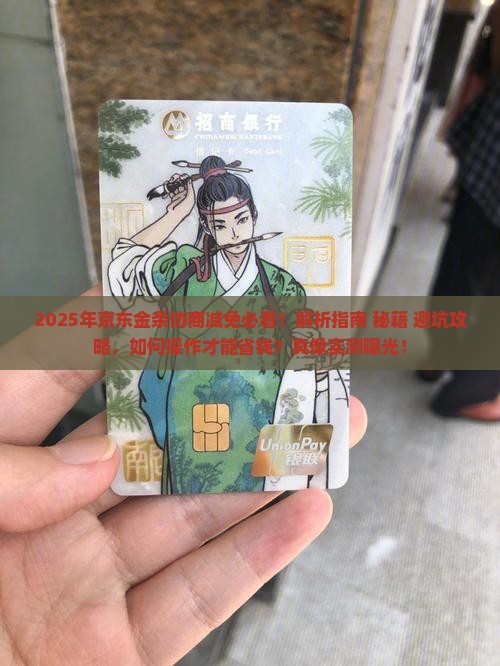 招商银行
CHINA MERCHANTS BANK
借记卡 Debit Card
2025年京东金条协商减免必看！解析指南 秘籍 避坑攻
略，如何操作才能省钱！真像实测曝光！
UnionPay
银联